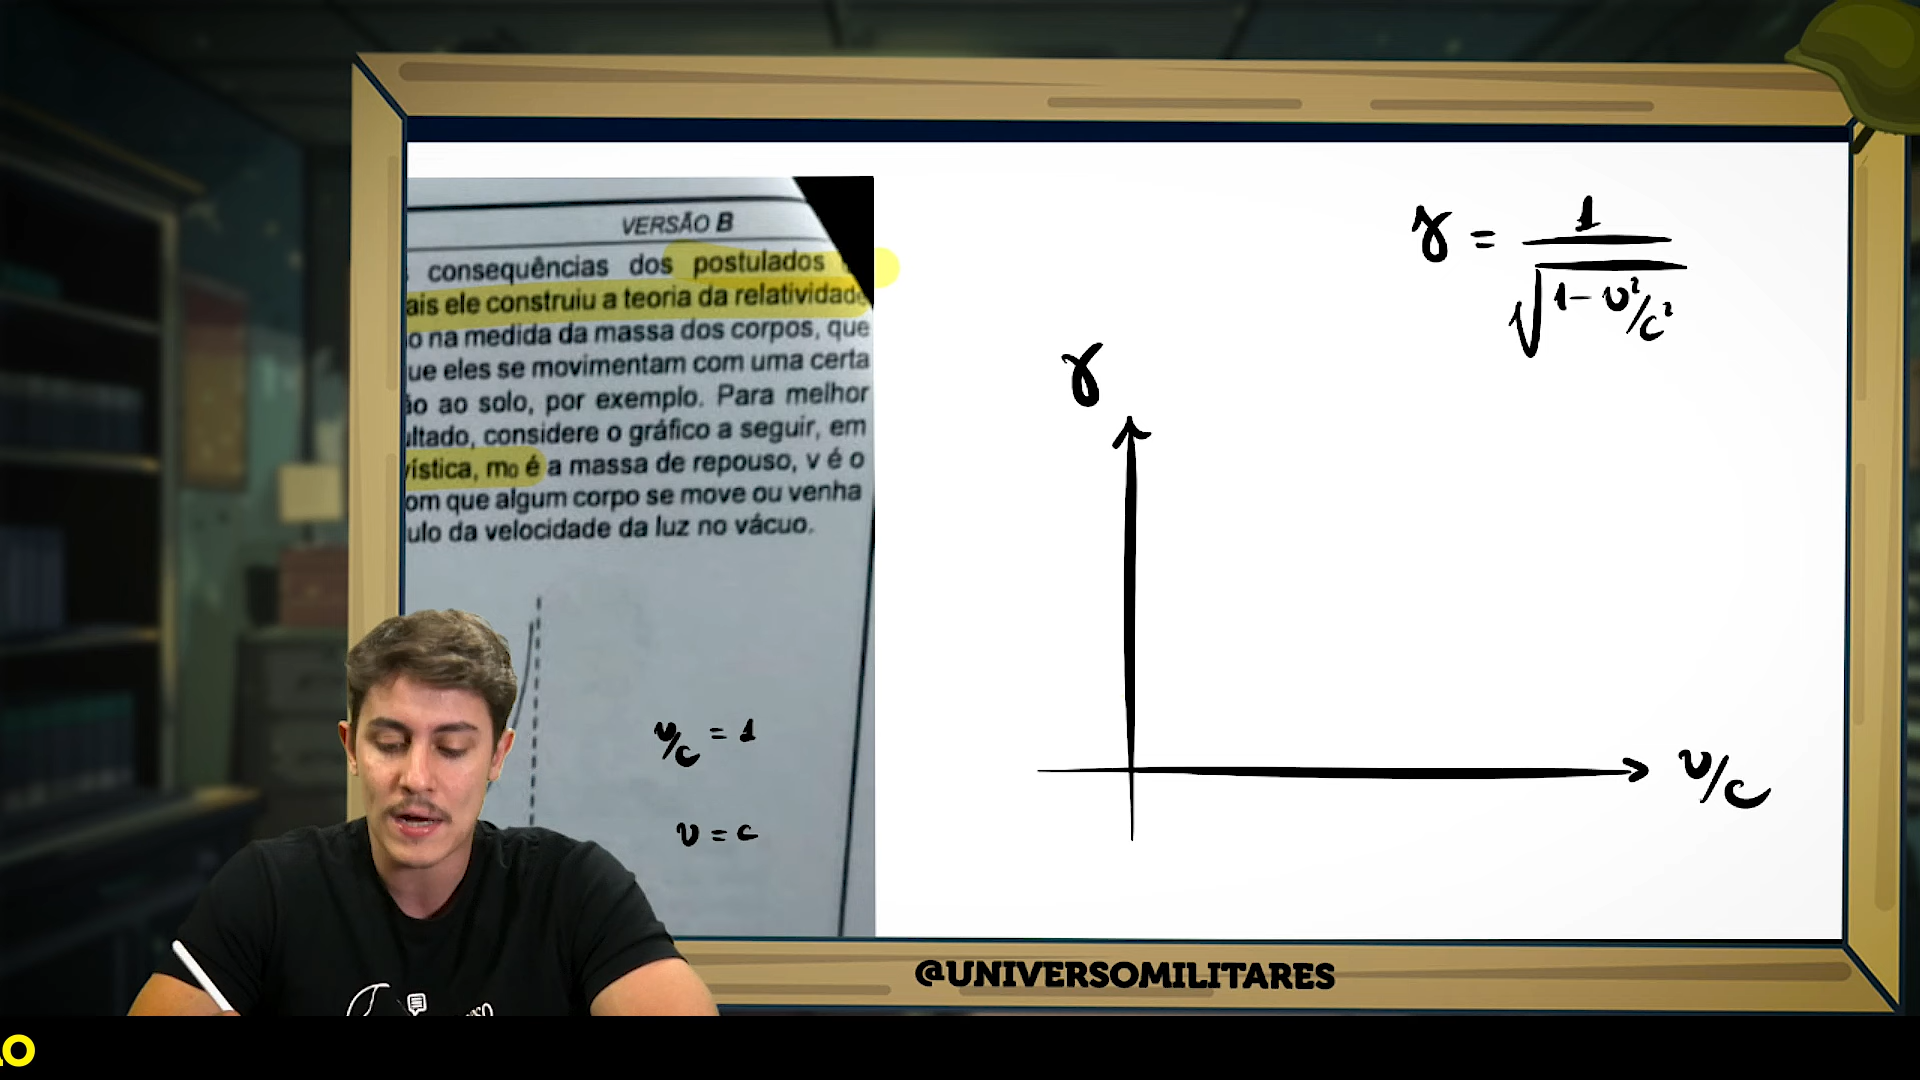 VERSÃO B
consequências dos postulados
ais ele construiu a teoria da relatividade
o na medida da massa dos corpos, que
ue eles se movimentam com uma certa
ão ao solo, por exemplo. Para melhor
ultado, considere o gráfico a seguir, em
vística, m₀ é a massa de repouso, v é o
om que algum corpo se move ou venha
ulo da velocidade da luz no vácuo.
v/c = 1
v = c
γ = 1/√(1 - v²/c²)
γ
v/c
@UNIVERSOMILITARES
ÃO